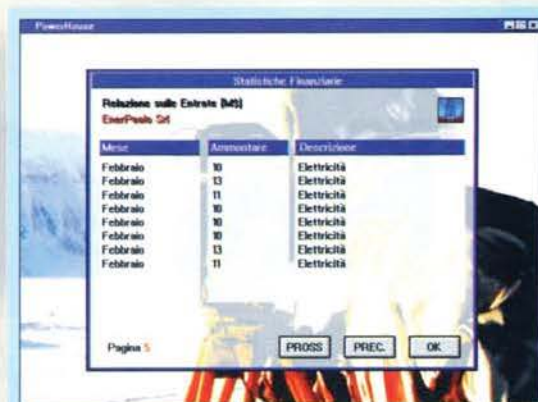 PowerHouse
Statistiche Finanziarie
Relazione sulle Entrate (M$)
EnerPaolo Srl
Mese Ammontare Descrizione
Febbraio 10 Elettricità
Febbraio 13 Elettricità
Febbraio 11 Elettricità
Febbraio 10 Elettricità
Febbraio 10 Elettricità
Febbraio 10 Elettricità
Febbraio 13 Elettricità
Febbraio 11 Elettricità
Pagina 5 PROSS PREC. OK